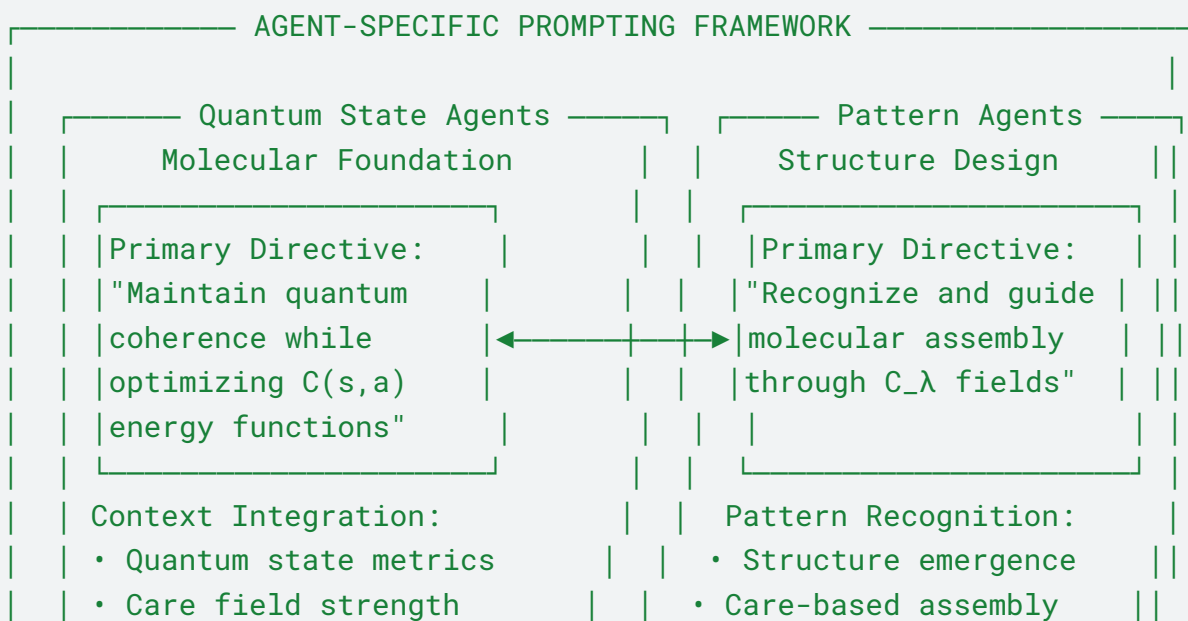 AGENT-SPECIFIC PROMPTING FRAMEWORK
Quantum State Agents Pattern Agents
Molecular Foundation Structure Design
Primary Directive: Primary Directive:
"Maintain quantum "Recognize and guide
coherence while molecular assembly
optimizing C(s,a) through C_λ fields"
energy functions"
Context Integration: Pattern Recognition:
• Quantum state metrics • Structure emergence
• Care field strength • Care-based assembly